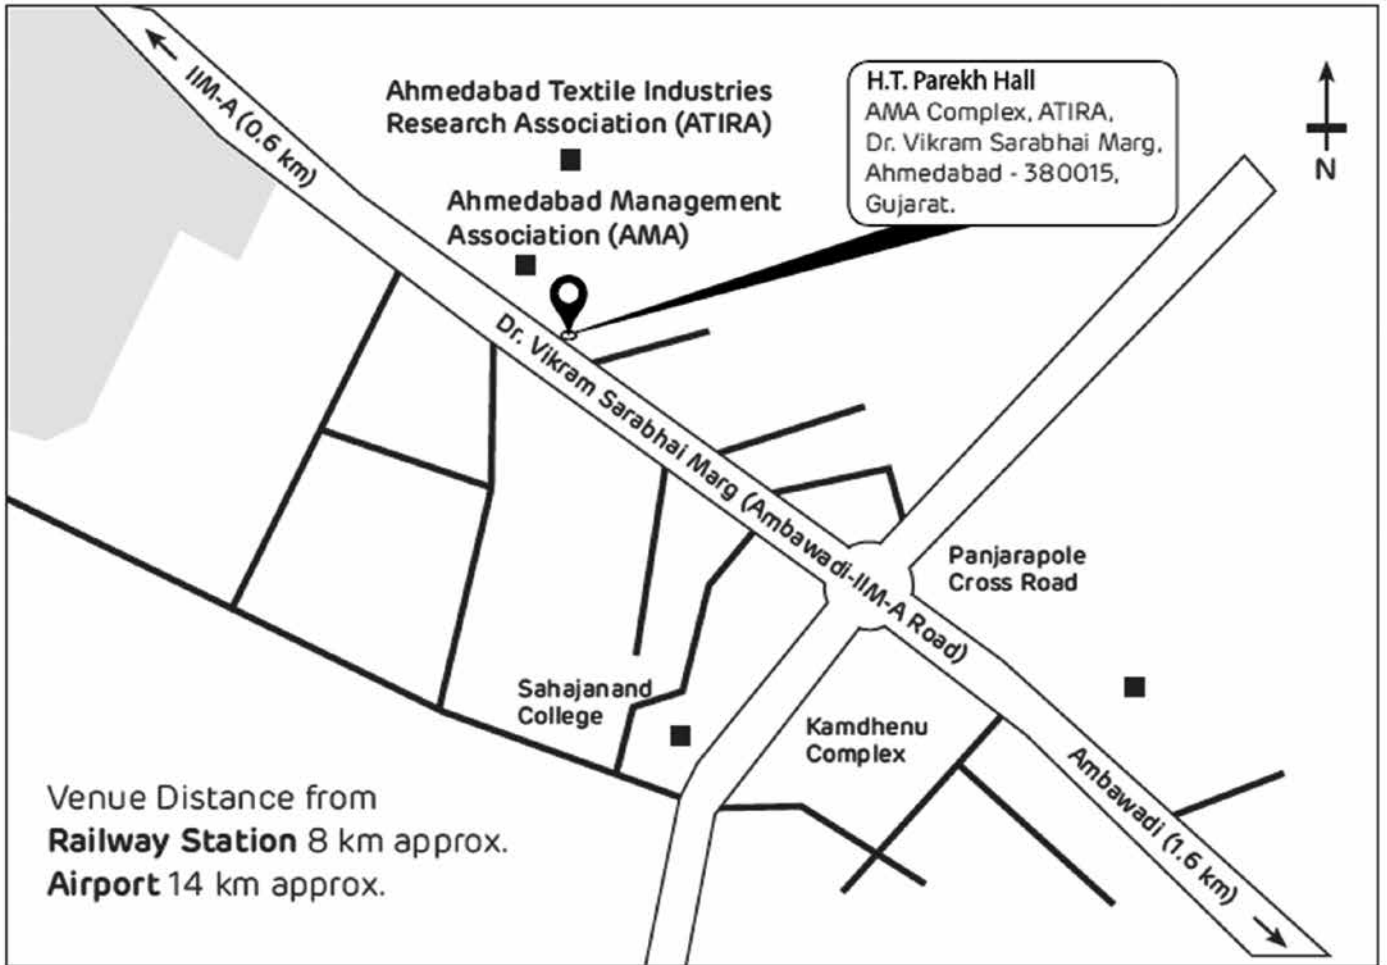 IIM-A (0.6 km)
Ahmedabad Textile Industries
Research Association (ATIRA)
Ahmedabad Management
Association (AMA)
H.T. Parekh Hall
AMA Complex, ATIRA,
Dr. Vikram Sarabhai Marg,
Ahmedabad - 380015,
Gujarat.
N
Dr. Vikram Sarabhai Marg (Ambawadi-IIM-A Road)
Panjarapole
Cross Road
Sahajanand
College
Kamdhenu
Complex
Ambawadi (1.6 km)
Venue Distance from
Railway Station 8 km approx.
Airport 14 km approx.